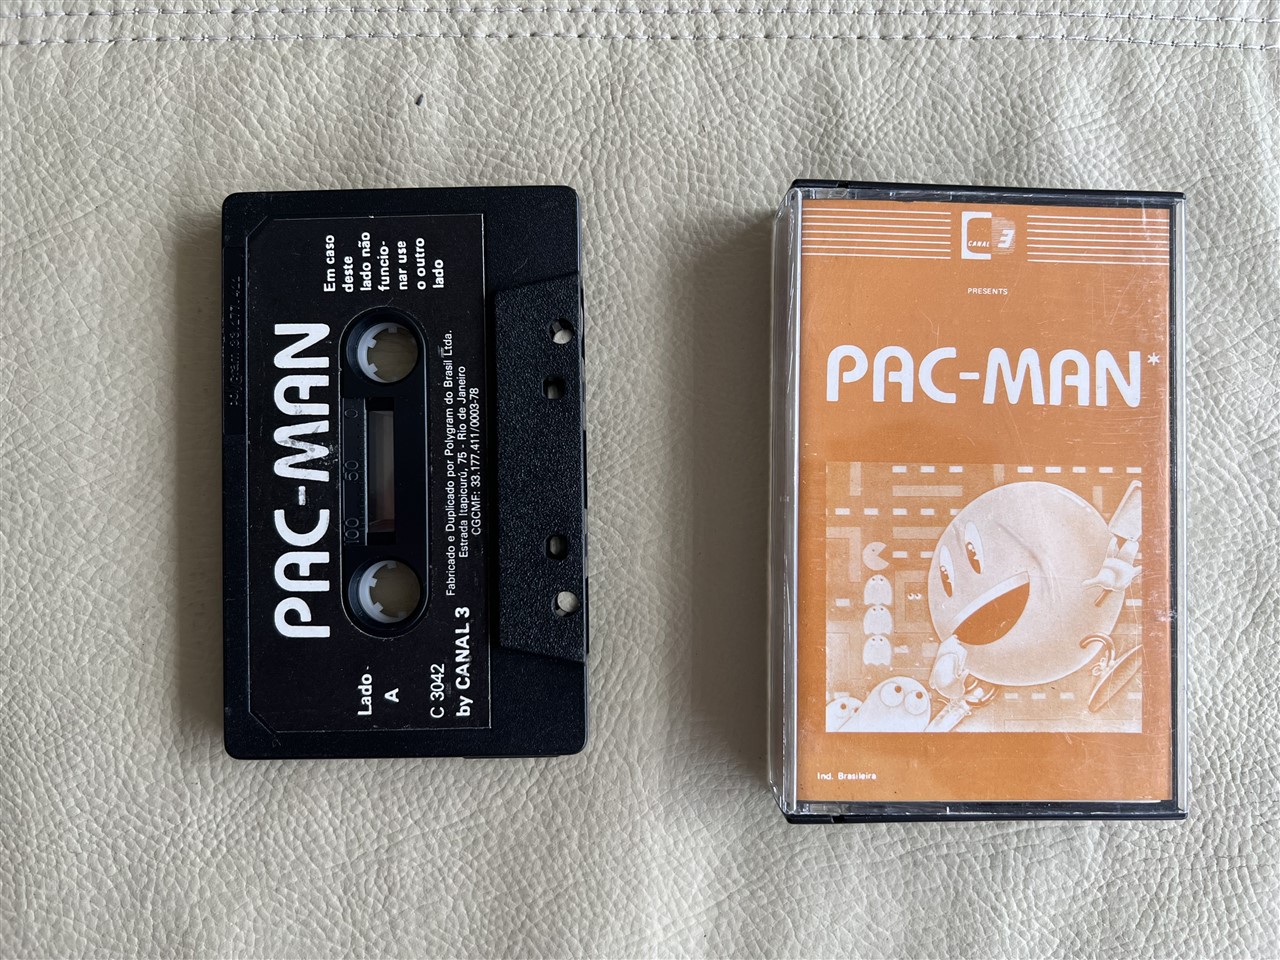 PAC-MAN
Em caso
deste
lado não
funcio-
nar use
o outro
lado
Lado
A
Fabricado e Duplicado por Polygram do Brasil Ltda.
Estrada Itapicurú, 75 - Rio de Janeiro
CGCMF: 33.177.411/0003-78
C 3042
by CANAL 3
100 50 0
CANAL 3
PRESENTS
PAC-MAN*
Ind. Brasileira